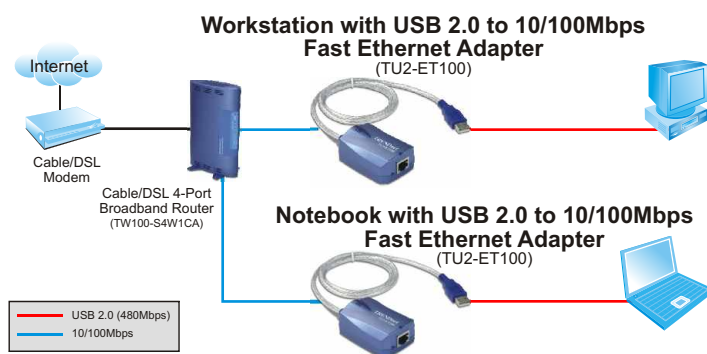 Workstation with USB 2.0 to 10/100Mbps
Fast Ethernet Adapter
(TU2-ET100)
Internet
Cable/DSL
Modem
Cable/DSL 4-Port
Broadband Router
(TW100-S4W1CA)
Notebook with USB 2.0 to 10/100Mbps
Fast Ethernet Adapter
(TU2-ET100)
USB 2.0 (480Mbps)
10/100Mbps